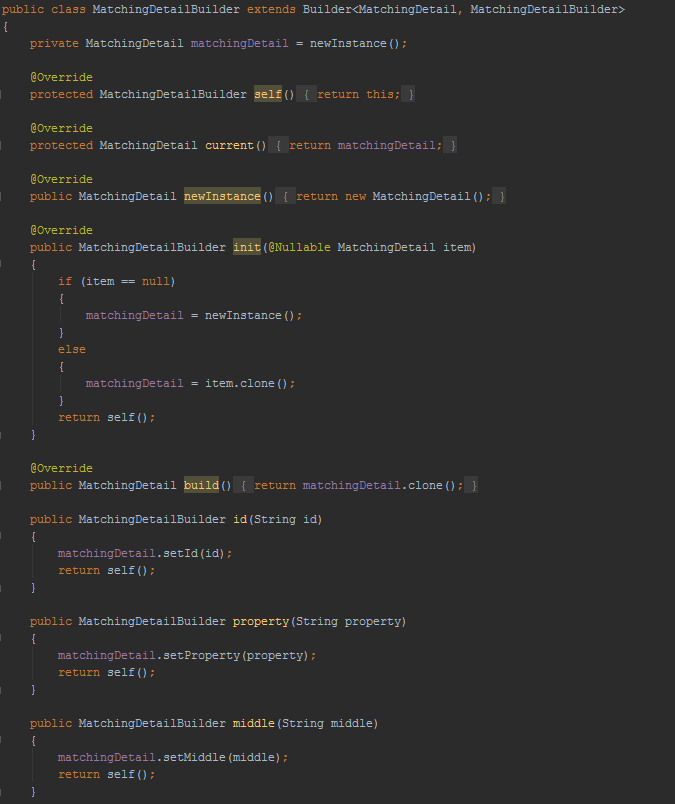 public class MatchingDetailBuilder extends Builder<MatchingDetail, MatchingDetailBuilder>
{
    private MatchingDetail matchingDetail = newInstance();

    @Override
    protected MatchingDetailBuilder self() { return this; }

    @Override
    protected MatchingDetail current() { return matchingDetail; }

    @Override
    public MatchingDetail newInstance() { return new MatchingDetail(); }

    @Override
    public MatchingDetailBuilder init(@Nullable MatchingDetail item)
    {
        if (item == null)
        {
            matchingDetail = newInstance();
        }
        else
        {
            matchingDetail = item.clone();
        }
        return self();
    }

    @Override
    public MatchingDetail build() { return matchingDetail.clone(); }

    public MatchingDetailBuilder id(String id)
    {
        matchingDetail.setId(id);
        return self();
    }

    public MatchingDetailBuilder property(String property)
    {
        matchingDetail.setProperty(property);
        return self();
    }

    public MatchingDetailBuilder middle(String middle)
    {
        matchingDetail.setMiddle(middle);
        return self();
    }